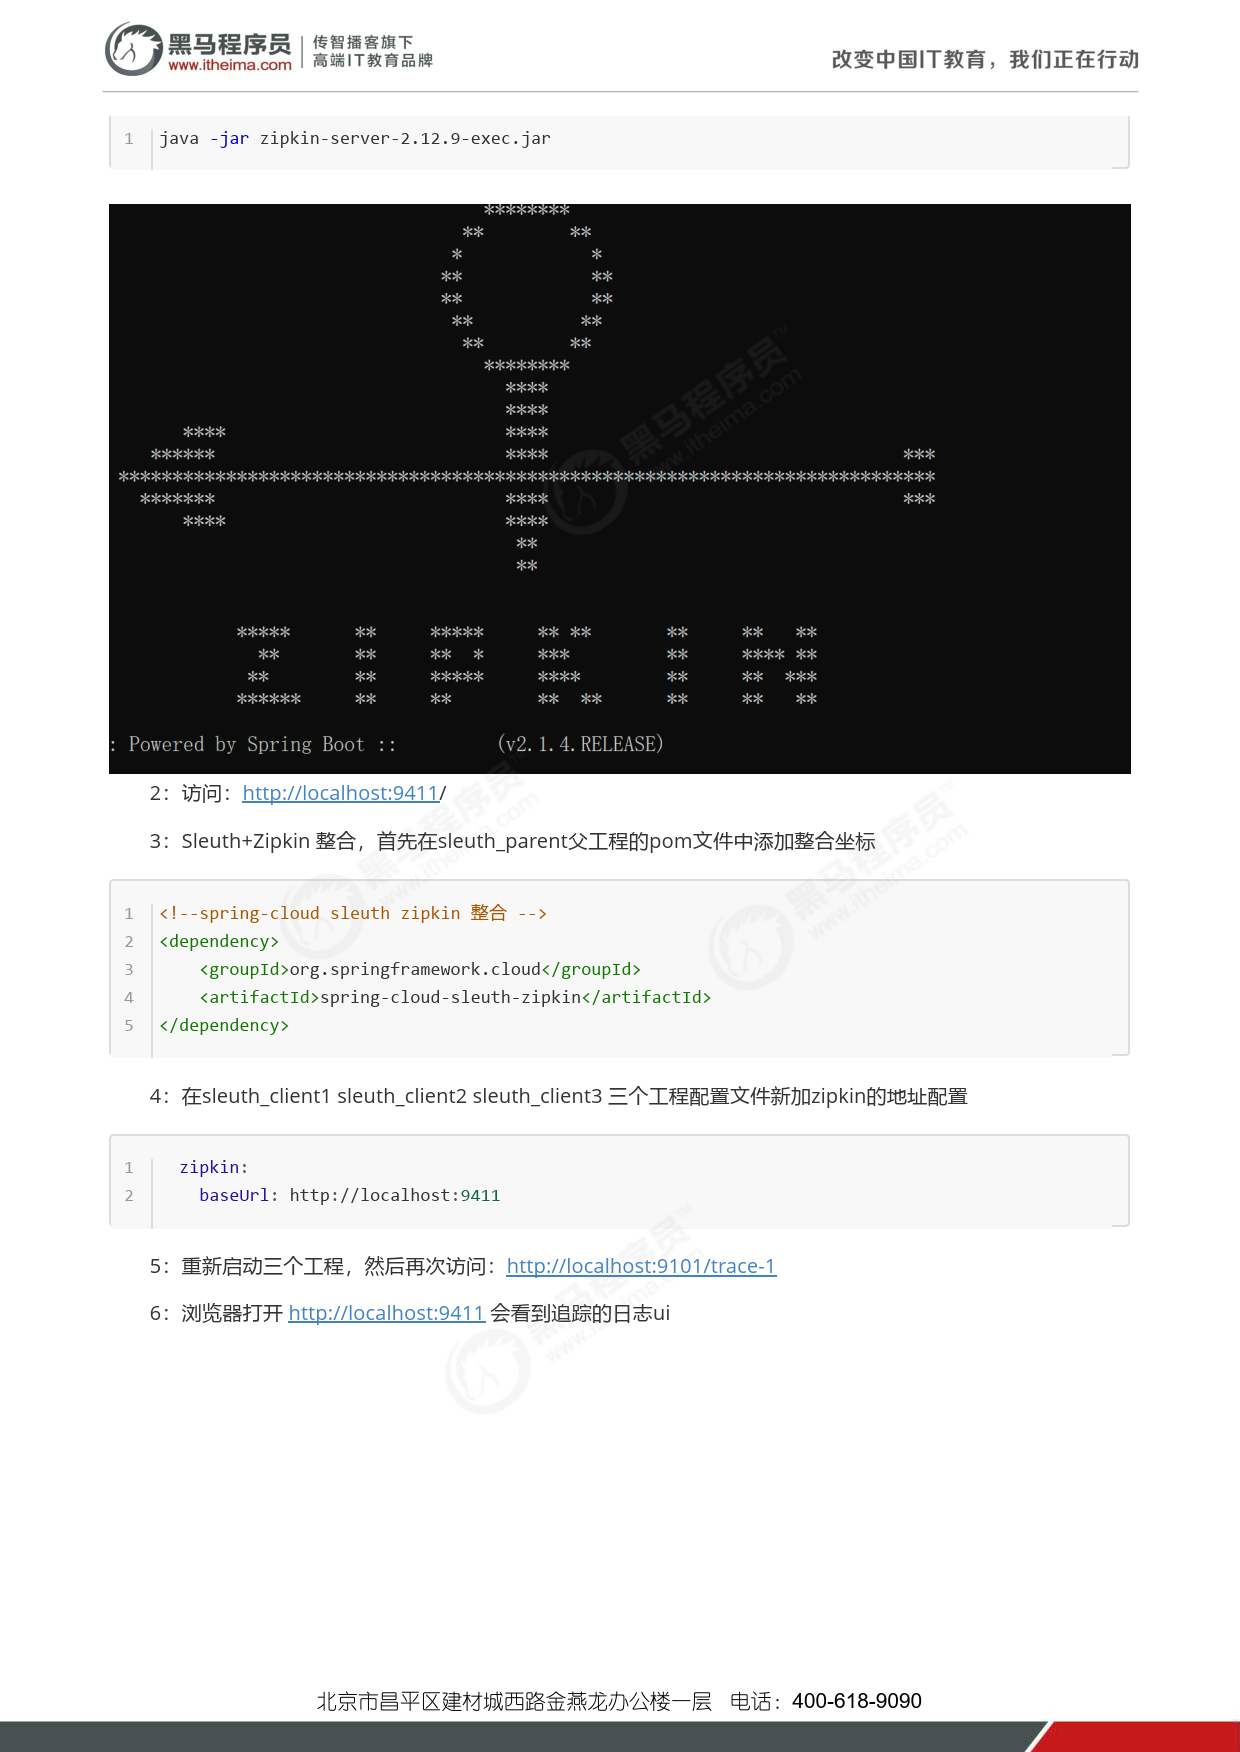 黑马程序员
www.itheima.com
传智播客旗下
高端IT教育品牌
改变中国IT教育，我们正在行动
1 java -jar zipkin-server-2.12.9-exec.jar
********
**        **
*            *
**            **
**            **
**          **
**        **
********
****
****
****                          ****
******                           ****                                 ***
****************************************************************************
*******                           ****                                 ***
****                          ****
**
**
*****      **     *****     ** **       **     **   **
**       **     **  *     ***         **     **** **
**        **     *****     ****        **     **  ***
******     **     **        **  **      **     **   **
: Powered by Spring Boot ::         (v2.1.4.RELEASE)
2：访问：http://localhost:9411/
3：Sleuth+Zipkin 整合，首先在sleuth_parent父工程的pom文件中添加整合坐标
1 <!--spring-cloud sleuth zipkin 整合 -->
2 <dependency>
3     <groupId>org.springframework.cloud</groupId>
4     <artifactId>spring-cloud-sleuth-zipkin</artifactId>
5 </dependency>
4：在sleuth_client1 sleuth_client2 sleuth_client3 三个工程配置文件新加zipkin的地址配置
1   zipkin:
2     baseUrl: http://localhost:9411
5：重新启动三个工程，然后再次访问：http://localhost:9101/trace-1
6：浏览器打开 http://localhost:9411 会看到追踪的日志ui
北京市昌平区建材城西路金燕龙办公楼一层   电话：400-618-9090